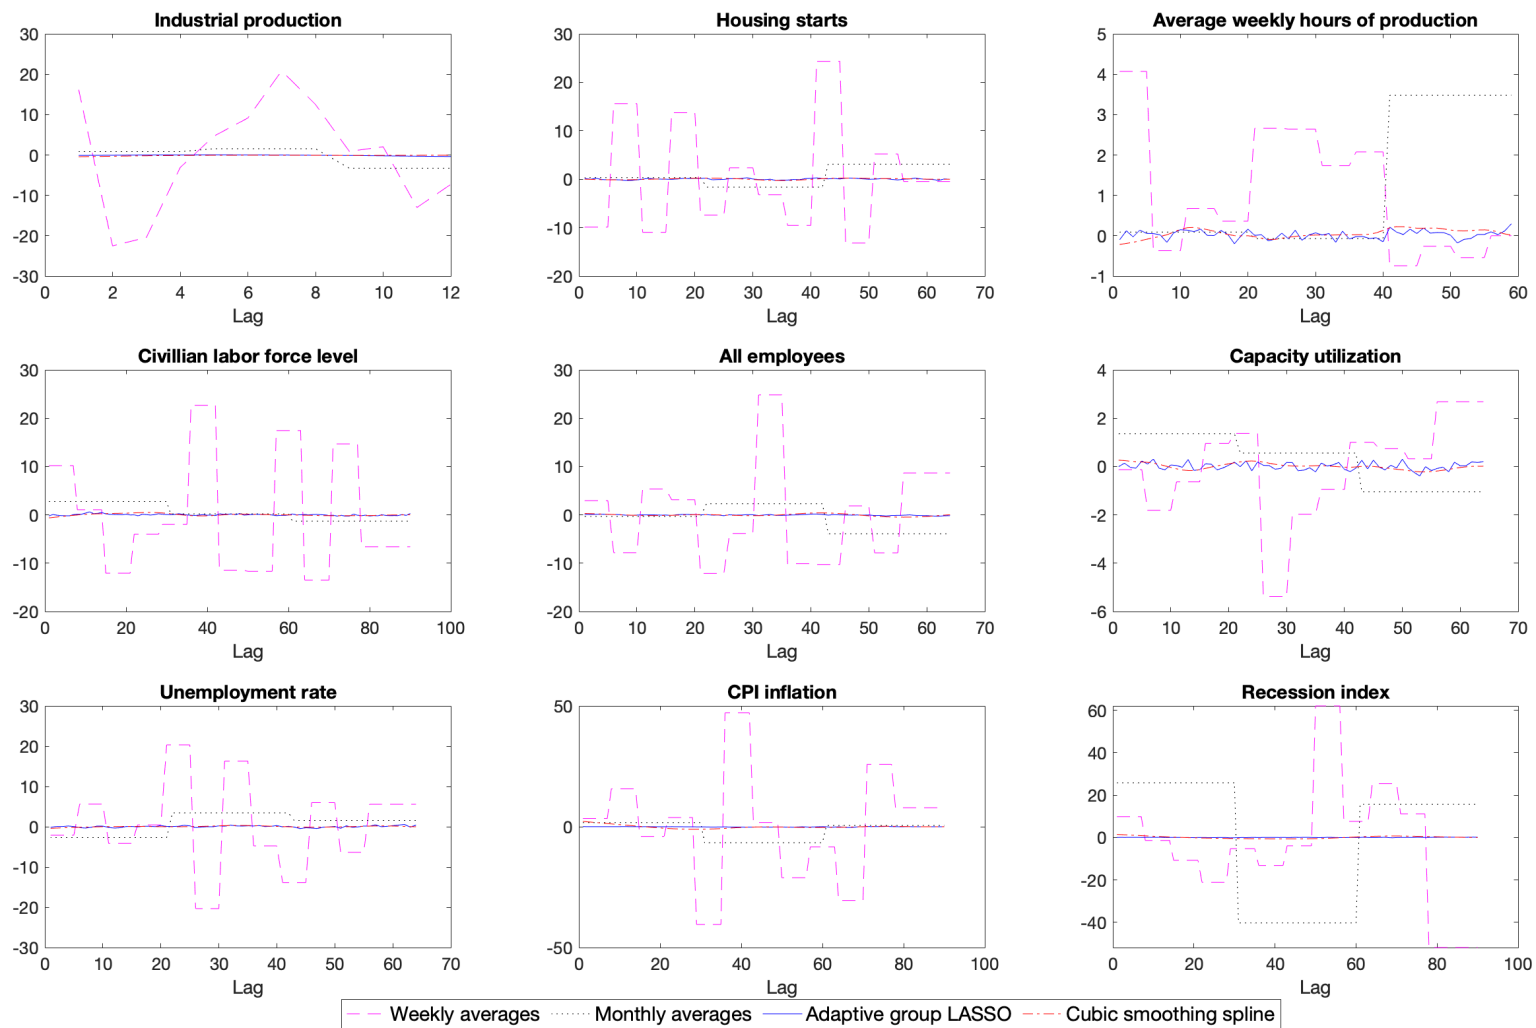 Industrial production
30
20
10
0
-10
-20
-30
0 2 4 6 8 10 12
Lag
Housing starts
30
20
10
0
-10
-20
0 10 20 30 40 50 60 70
Lag
Average weekly hours of production
5
4
3
2
1
0
-1
0 10 20 30 40 50 60
Lag
Civillian labor force level
30
20
10
0
-10
-20
0 20 40 60 80 100
Lag
All employees
30
20
10
0
-10
-20
0 10 20 30 40 50 60 70
Lag
Capacity utilization
4
2
0
-2
-4
-6
0 10 20 30 40 50 60 70
Lag
Unemployment rate
30
20
10
0
-10
-20
-30
0 10 20 30 40 50 60 70
Lag
CPI inflation
50
0
-50
0 20 40 60 80 100
Lag
Recession index
60
40
20
0
-20
-40
0 20 40 60 80 100
Lag
Weekly averages Monthly averages Adaptive group LASSO Cubic smoothing spline